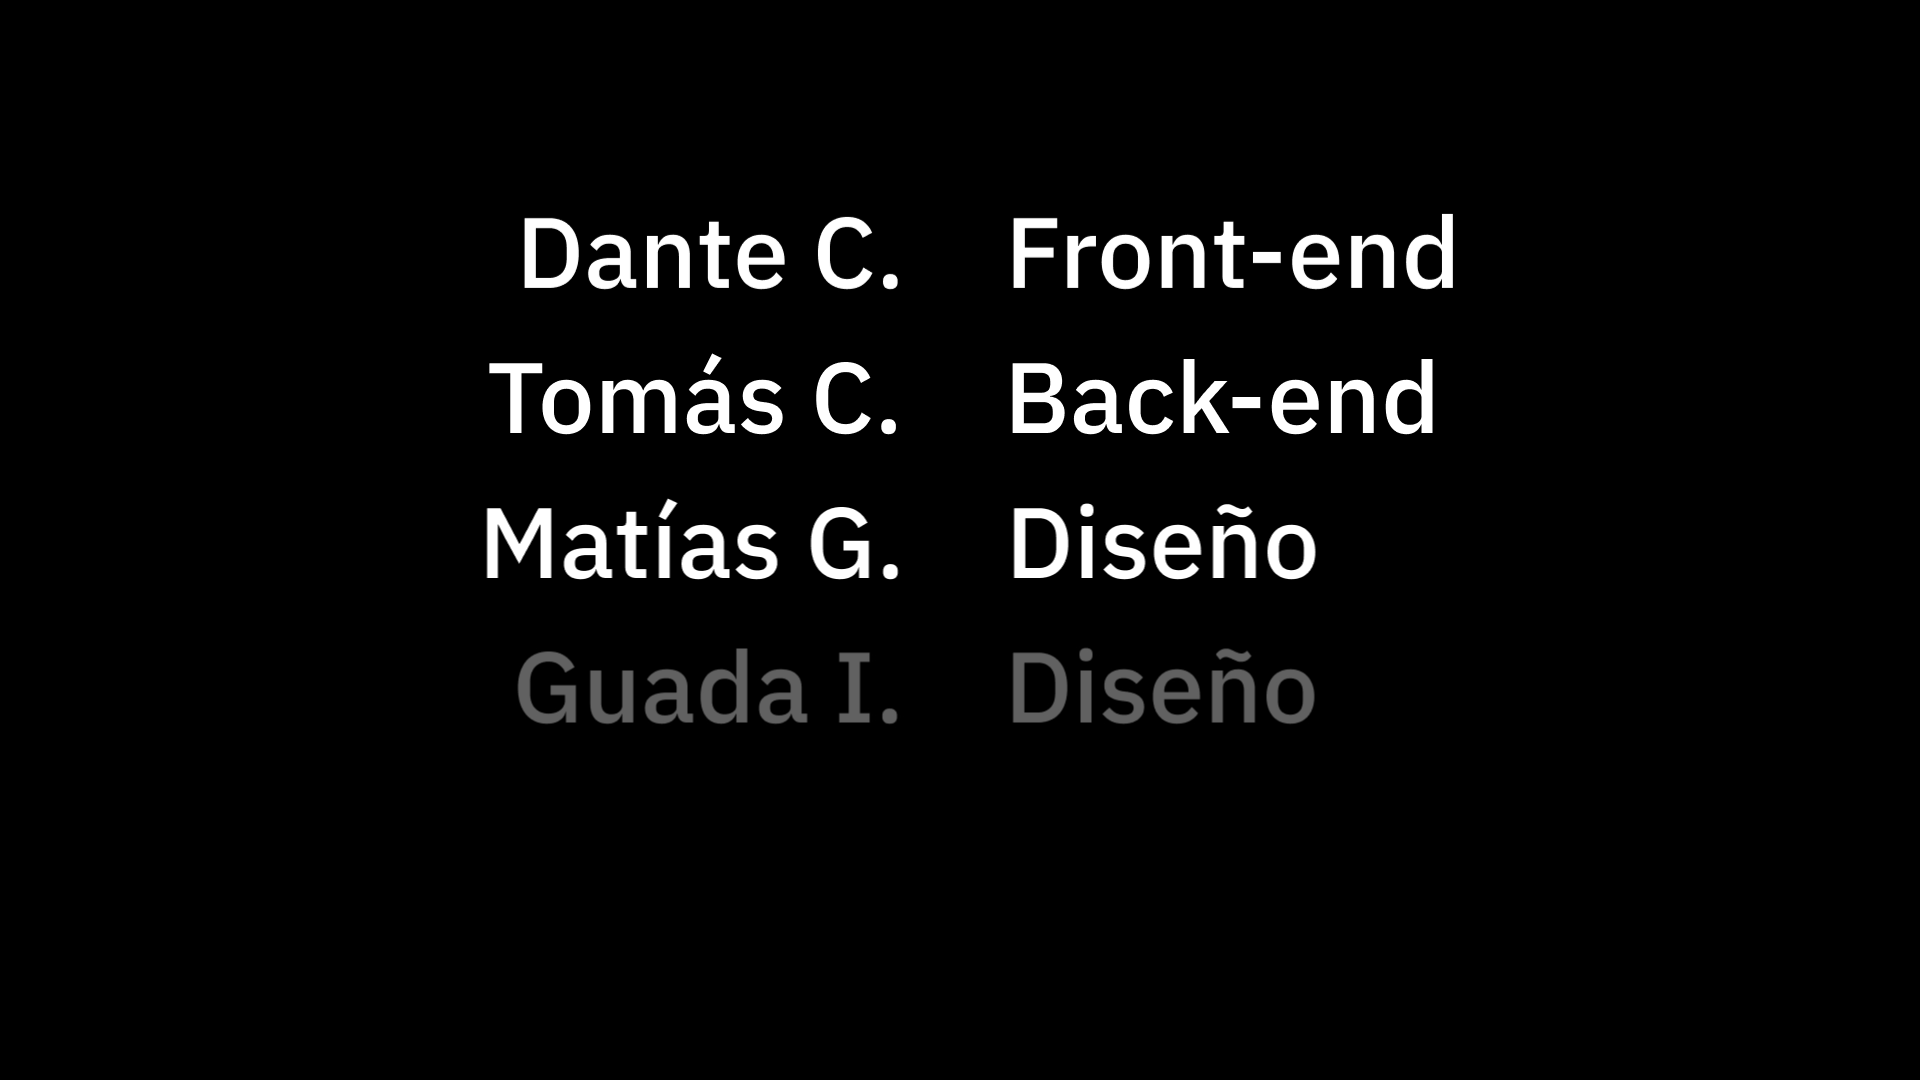 Dante C. Front-end
Tomás C. Back-end
Matías G. Diseño
Guada I. Diseño